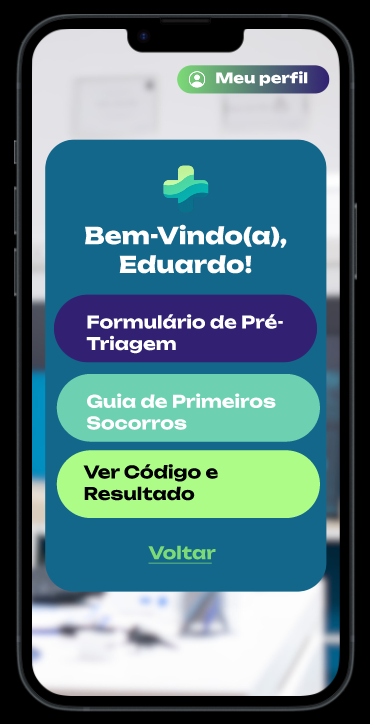 Meu perfil
Bem-Vindo(a),
Eduardo!
Formulário de Pré-
Triagem
Guia de Primeiros
Socorros
Ver Código e
Resultado
Voltar